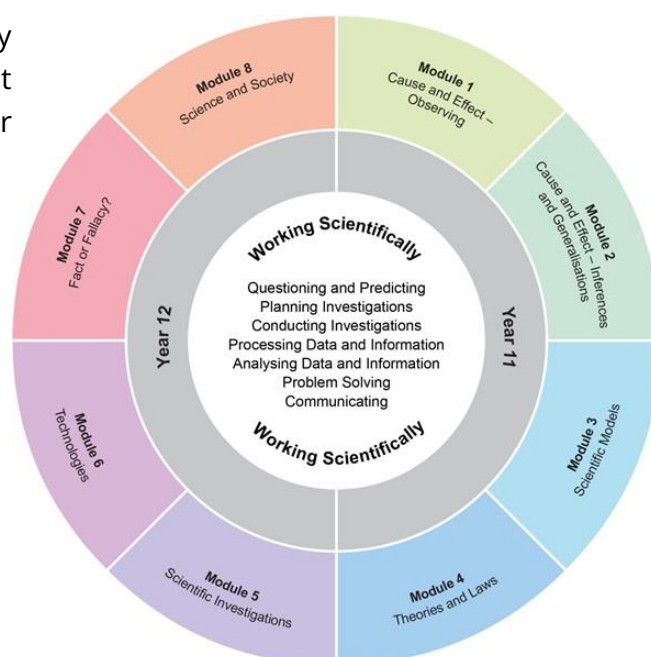 y
t
r
Module 1
Cause and Effect –
Observing
Module 2
Cause and Effect – Inferences
and Generalisations
Module 3
Scientific Models
Module 4
Theories and Laws
Module 5
Scientific Investigations
Module 6
Technologies
Module 7
Fact or Fallacy?
Module 8
Science and Society
Year 11
Year 12
Working Scientifically
Questioning and Predicting
Planning Investigations
Conducting Investigations
Processing Data and Information
Analysing Data and Information
Problem Solving
Communicating
Working Scientifically